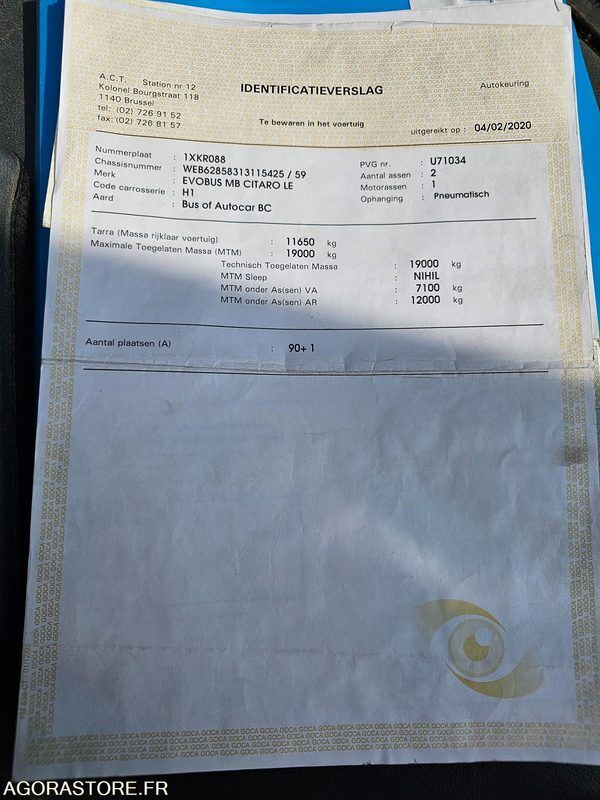 A.C.T. Station nr 12
Kolonel Bourgstraat 118
1140 Brussel
tel: (02) 726 91 52
fax: (02) 726 81 57
IDENTIFICATIEVERSLAG
Autokeuring
Te bewaren in het voertuig
uitgereikt op : 04/02/2020
Nummerplaat : 1XKR088
Chassisnummer : WEB62858313115425 / 59
Merk : EVOBUS MB CITARO LE
Code carrosserie : H1
Aard : Bus of Autocar BC
PVG nr. : U71034
Aantal assen : 2
Motorassen : 1
Ophanging : Pneumatisch
Tarra (Massa rijklaar voertuig) : 11650 kg
Maximale Toegelaten Massa (MTM) : 19000 kg
Technisch Toegelaten Massa : 19000 kg
MTM Sleep : NIHIL
MTM onder As(sen) VA : 7100 kg
MTM onder As(sen) AR : 12000 kg
Aantal plaatsen (A) : 90+ 1
AGORASTORE.FR